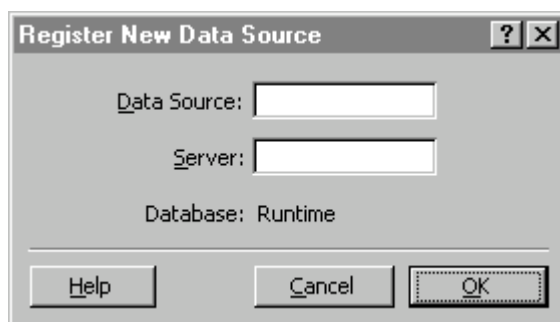 Register New Data Source ? X
Data Source:
Server:
Database: Runtime
Help Cancel OK